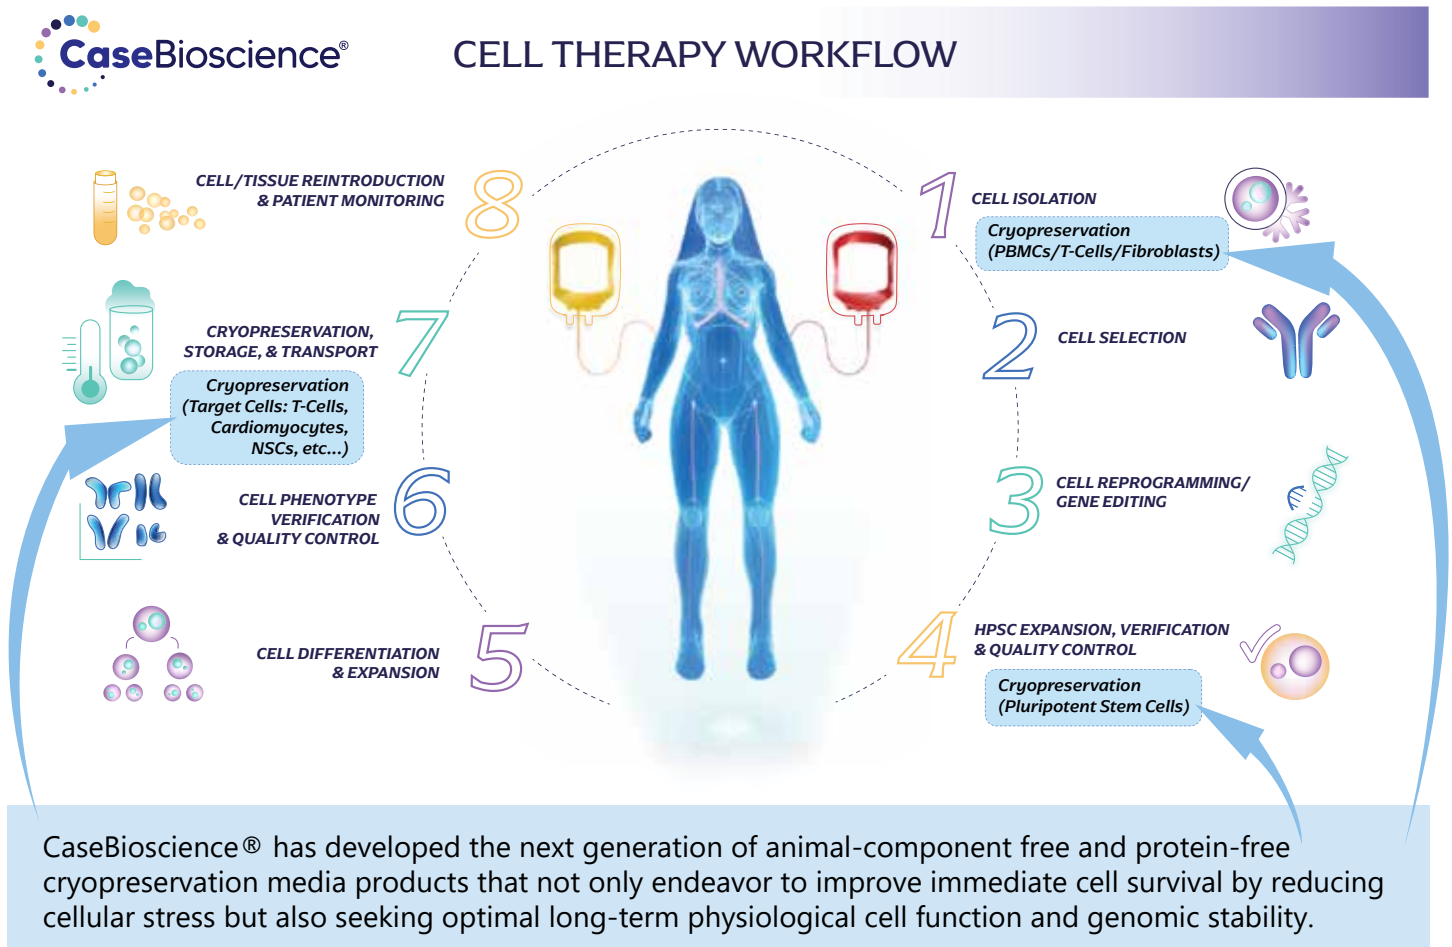 CaseBioscience®
CELL THERAPY WORKFLOW
1
CELL ISOLATION
Cryopreservation
(PBMCs/T-Cells/Fibroblasts)
2
CELL SELECTION
3
CELL REPROGRAMMING/
GENE EDITING
4
HPSC EXPANSION, VERIFICATION
& QUALITY CONTROL
Cryopreservation
(Pluripotent Stem Cells)
5
CELL DIFFERENTIATION
& EXPANSION
6
CELL PHENOTYPE
VERIFICATION
& QUALITY CONTROL
7
CRYOPRESERVATION,
STORAGE, & TRANSPORT
Cryopreservation
(Target Cells: T-Cells,
Cardiomyocytes,
NSCs, etc...)
8
CELL/TISSUE REINTRODUCTION
& PATIENT MONITORING
CaseBioscience® has developed the next generation of animal-component free and protein-free
cryopreservation media products that not only endeavor to improve immediate cell survival by reducing
cellular stress but also seeking optimal long-term physiological cell function and genomic stability.